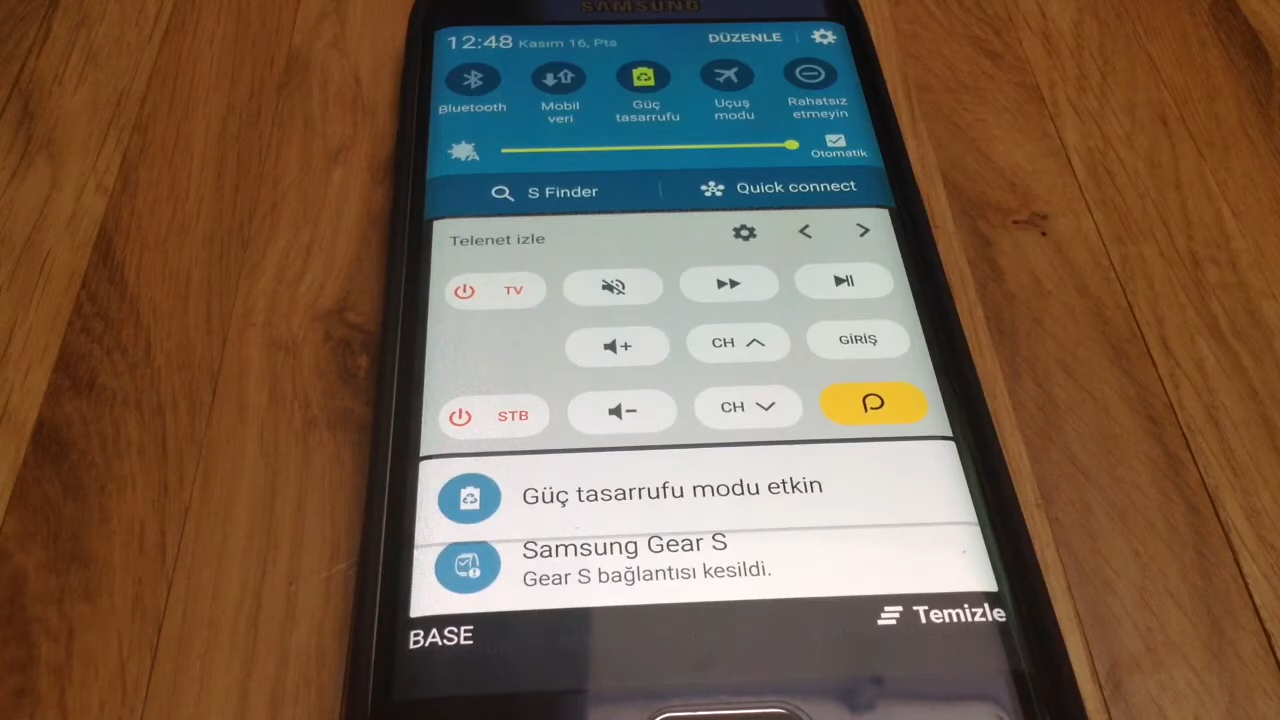 SAMSUNG
12:48 Kasım 16, Pts DÜZENLE
Bluetooth
Mobil
veri
Güç
tasarrufu
Uçuş
modu
Rahatsız
etmeyin
A
Otomatik
S Finder
Quick connect
Telenet izle
TV
CH
GİRİŞ
STB
CH
Güç tasarrufu modu etkin
Samsung Gear S
Gear S bağlantısı kesildi.
BASE
Temizle